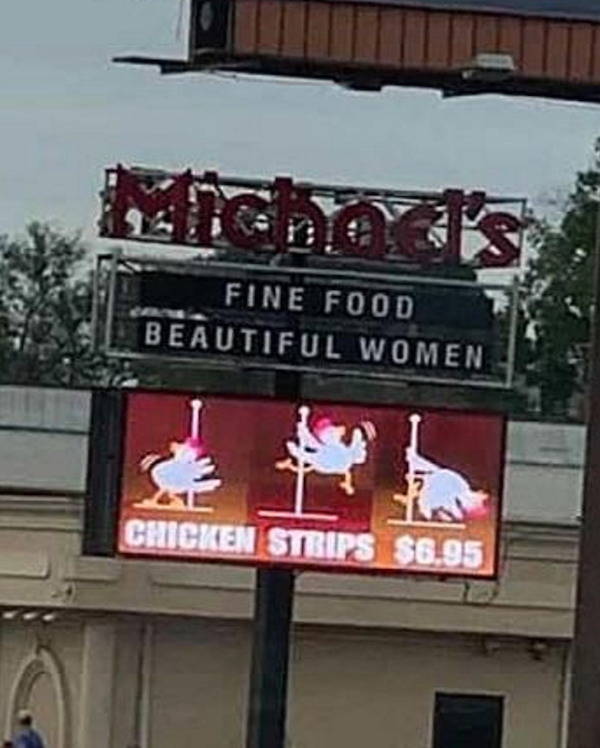 Michael's
FINE FOOD
BEAUTIFUL WOMEN
CHICKEN STRIPS $6.95